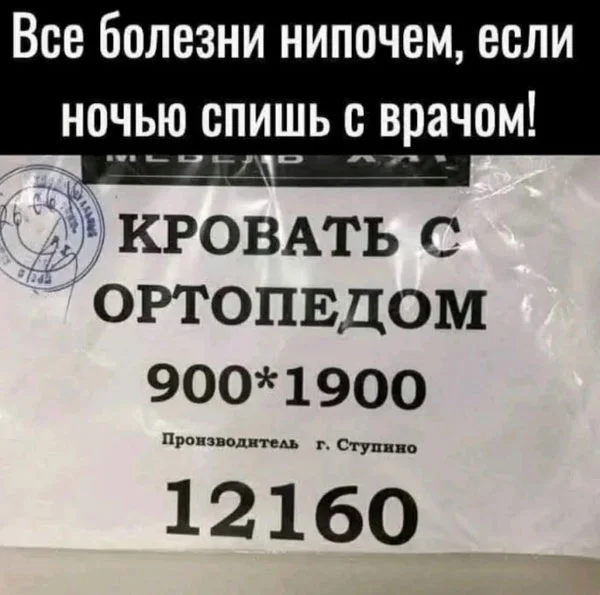 Все болезни нипочем, если
ночью спишь с врачом!
КРОВАТЬ С
ОРТОПЕДОМ
900*1900
Производитель г. Ступино
12160